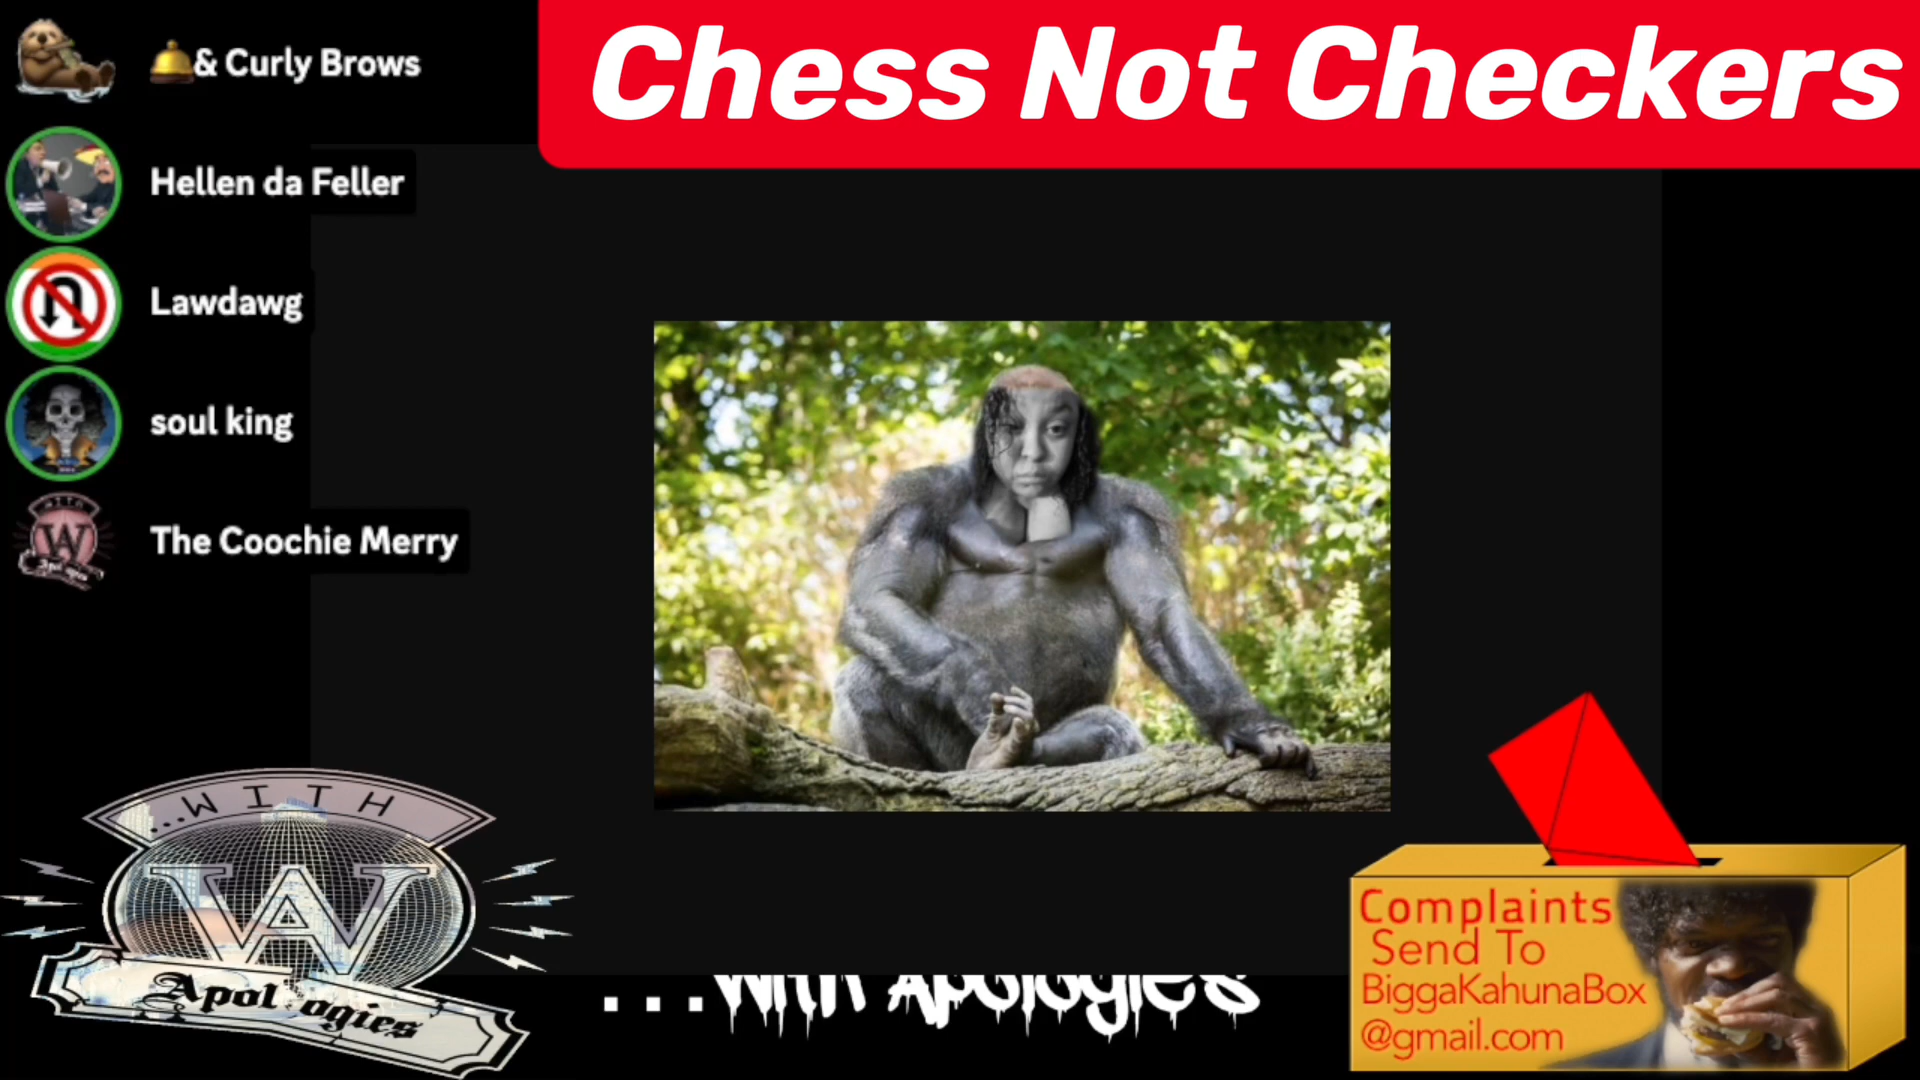 Chess Not Checkers
🛎️& Curly Brows
Hellen da Feller
Lawdawg
soul king
The Coochie Merry
...WITH
W
A
Apologies
...With Apologies
Complaints
Send To
BiggaKahunaBox
@gmail.com